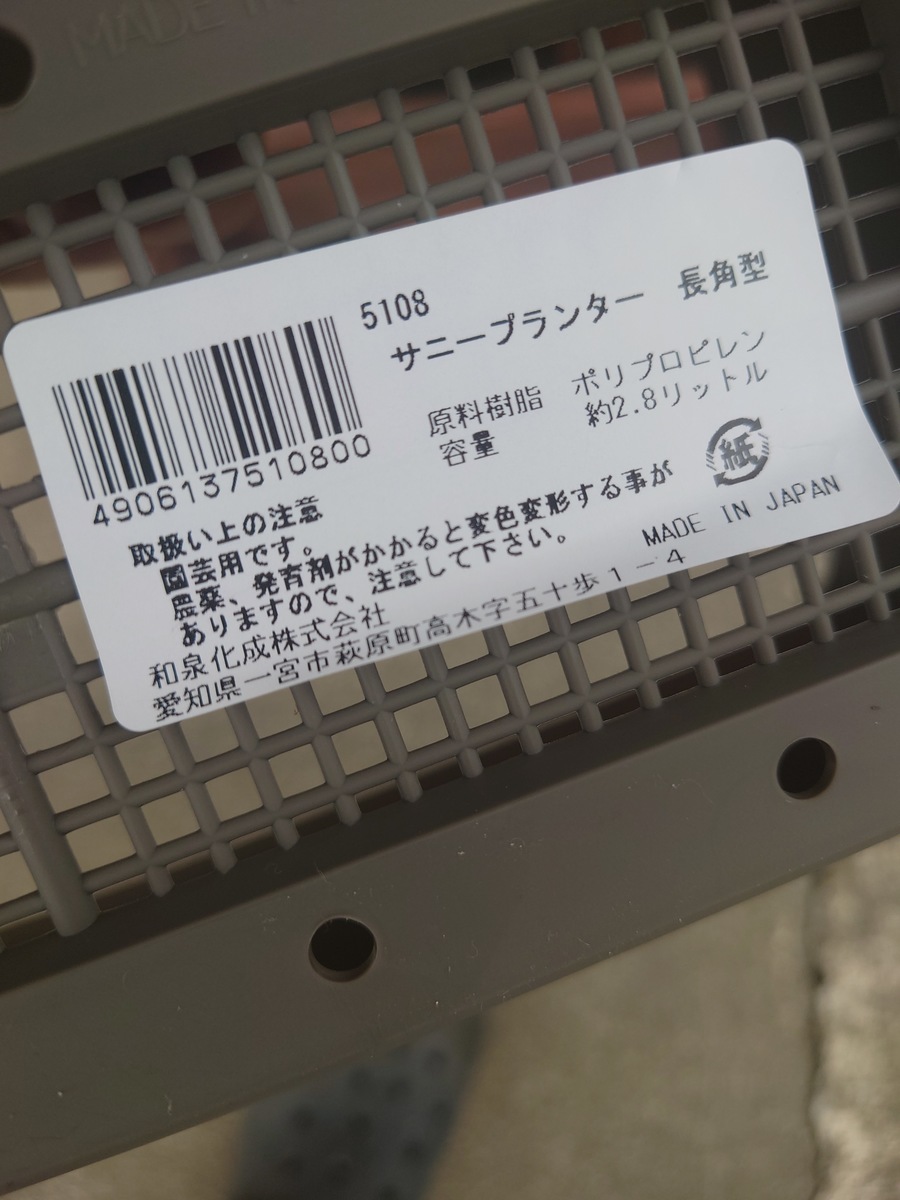 MADE IN
5108
サニープランター 長角型
原料樹脂 ポリプロピレン
容量 約2.8リットル
4906137510800
紙
取扱い上の注意
園芸用です。
農薬、発育剤がかかると変色変形する事が
ありますので、注意して下さい。
MADE IN JAPAN
和泉化成株式会社
愛知県一宮市萩原町高木字五十歩1-4